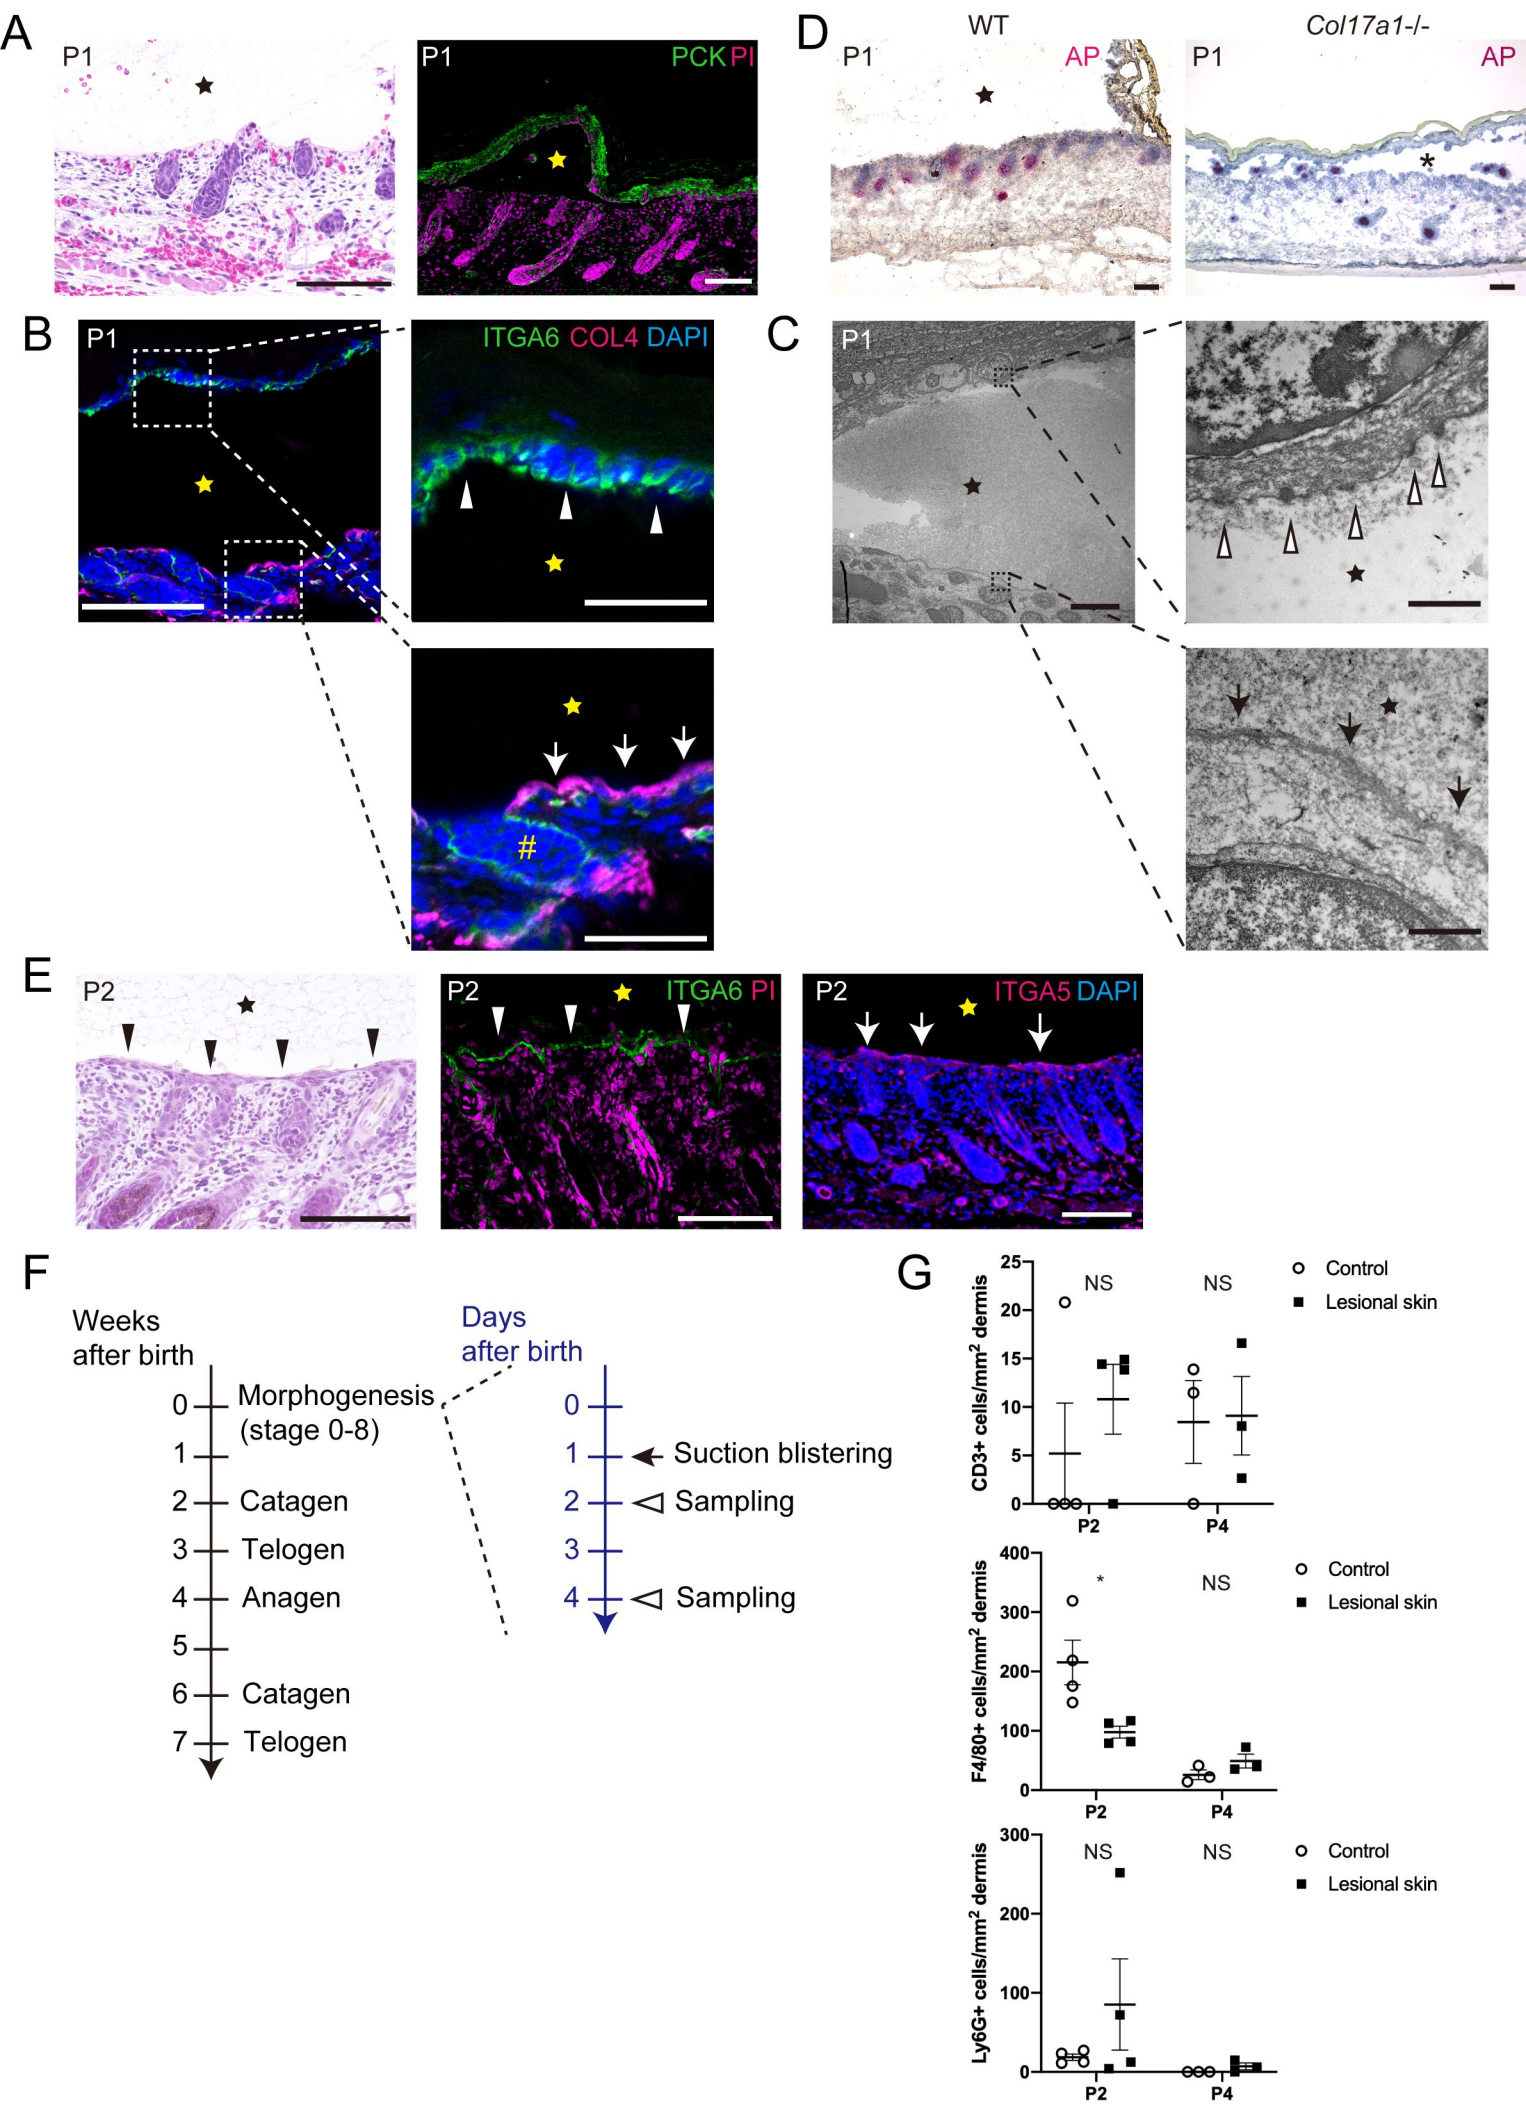 A
P1
P1
PCK PI
D
WT
Col17a1-/-
P1
AP
P1
AP
*
B
P1
ITGA6 COL4 DAPI
#
C
P1
E
P2
P2
ITGA6 PI
P2
ITGA5 DAPI
F
Weeks
after birth
0
Morphogenesis
(stage 0-8)
1
2
Catagen
3
Telogen
4
Anagen
5
6
Catagen
7
Telogen
Days
after birth
0
1
Suction blistering
2
Sampling
3
4
Sampling
G
CD3+ cells/mm² dermis
25
20
15
10
5
0
NS
NS
P2
P4
Control
Lesional skin
F4/80+ cells/mm² dermis
400
300
200
100
0
*
NS
P2
P4
Control
Lesional skin
Ly6G+ cells/mm² dermis
300
200
100
0
NS
NS
P2
P4
Control
Lesional skin